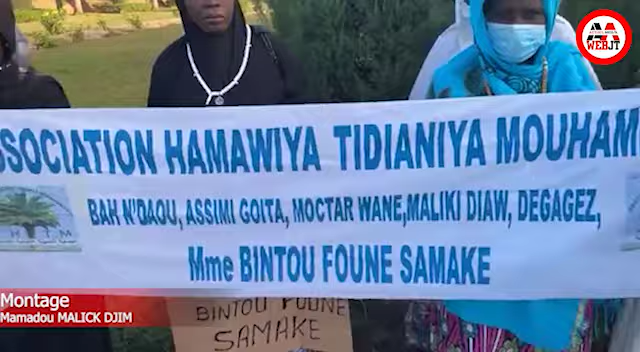 WEBJT
ASSOCIATION HAMAWIYA TIDIANIYA MOUHAM
BAH N'DAOU, ASSIMI GOITA, MOCTAR WANE, MALIKI DIAW, DEGAGEZ,
Mme BINTOU FOUNE SAMAKE
Montage
Mamadou MALICK DJIM
BINTOU FOUNE
SAMAKE